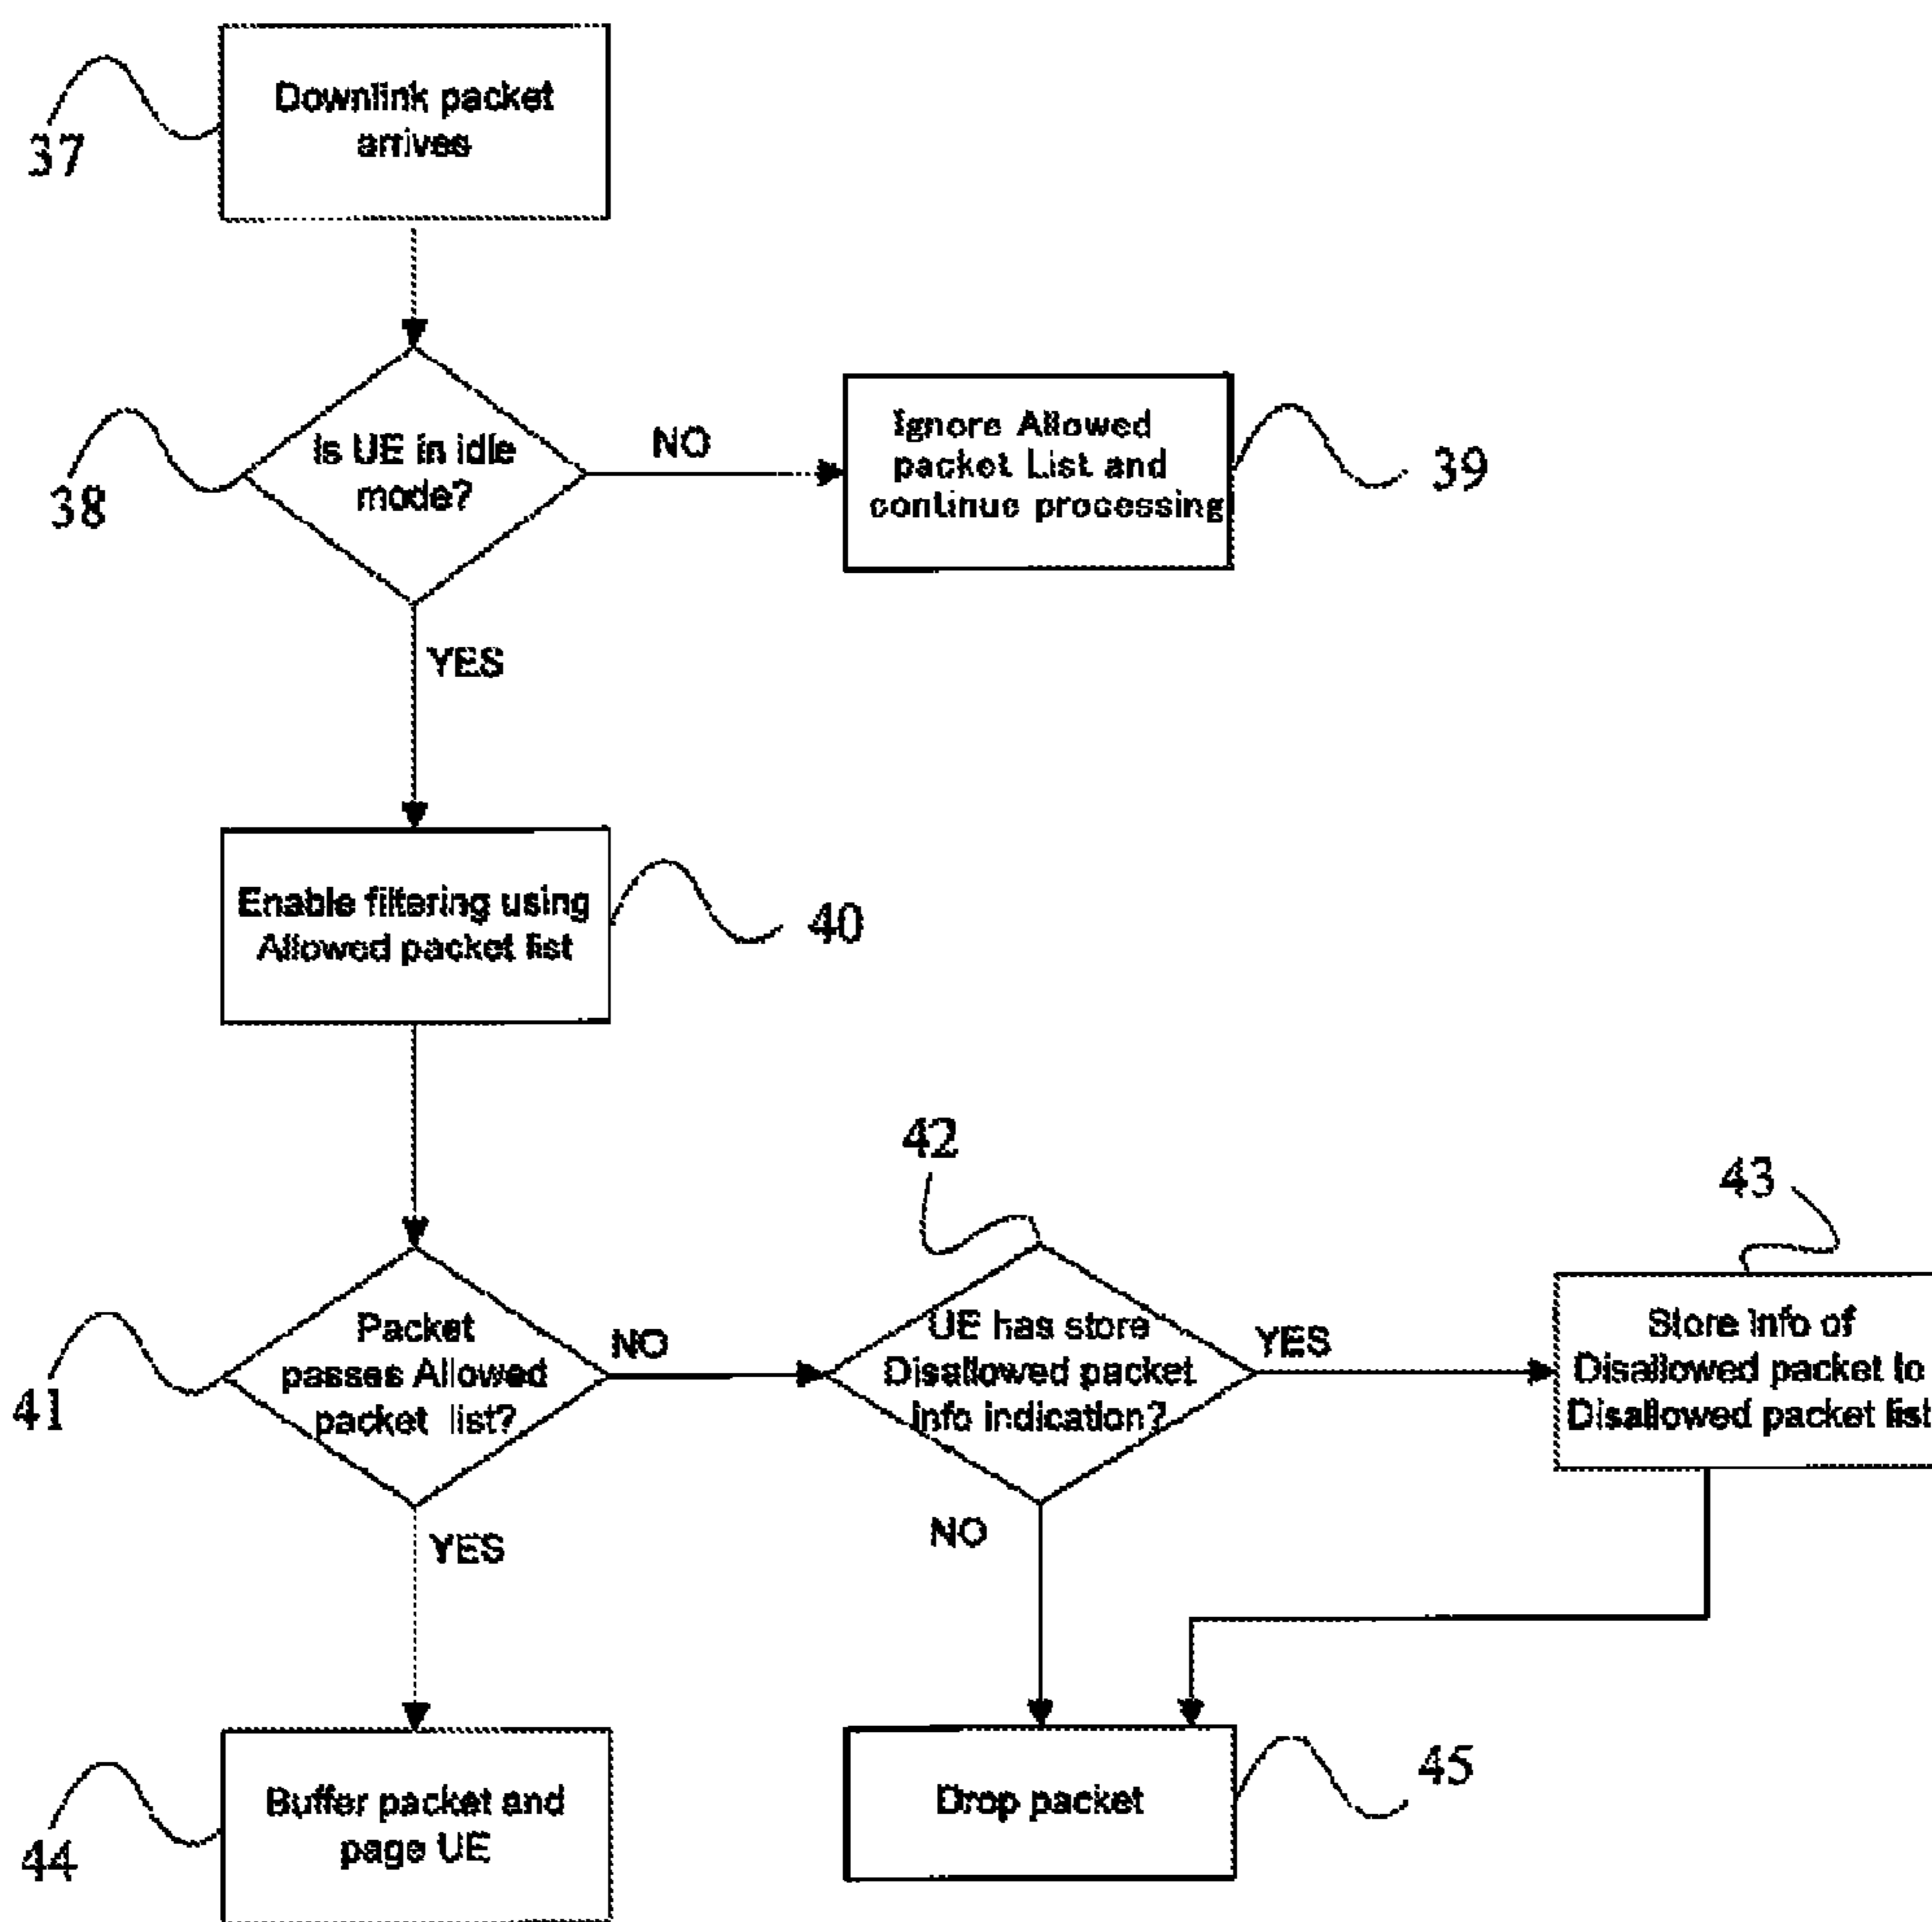 Downlink packet
arrives
37
Is UE in idle
mode?
38
NO
Ignore Allowed
packet List and
continue processing
39
YES
Enable filtering using
Allowed packet list
40
42
43
Packet
passes Allowed
packet list?
41
NO
UE has store
Disallowed packet
info indication?
YES
Store Info of
Disallowed packet to
Disallowed packet list
YES
NO
Buffer packet and
page UE
44
Drop packet
45